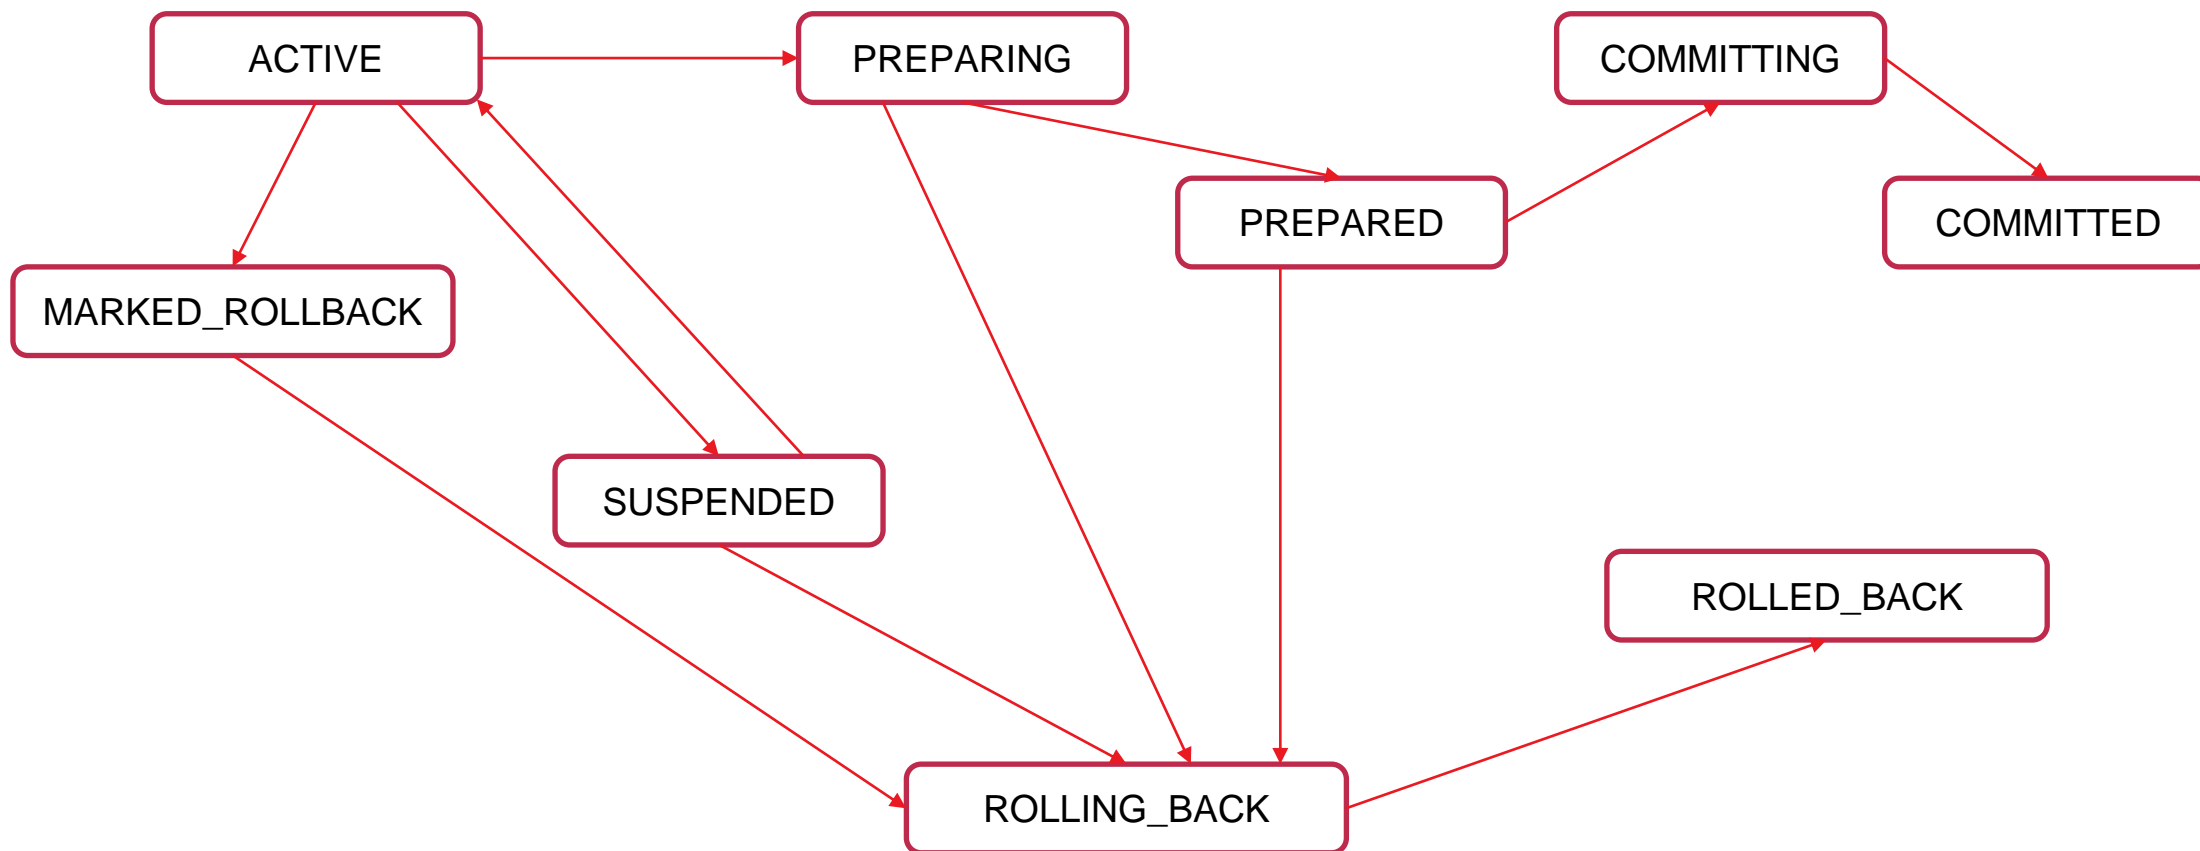 ACTIVE
PREPARING
COMMITTING
PREPARED
COMMITTED
MARKED_ROLLBACK
SUSPENDED
ROLLED_BACK
ROLLING_BACK